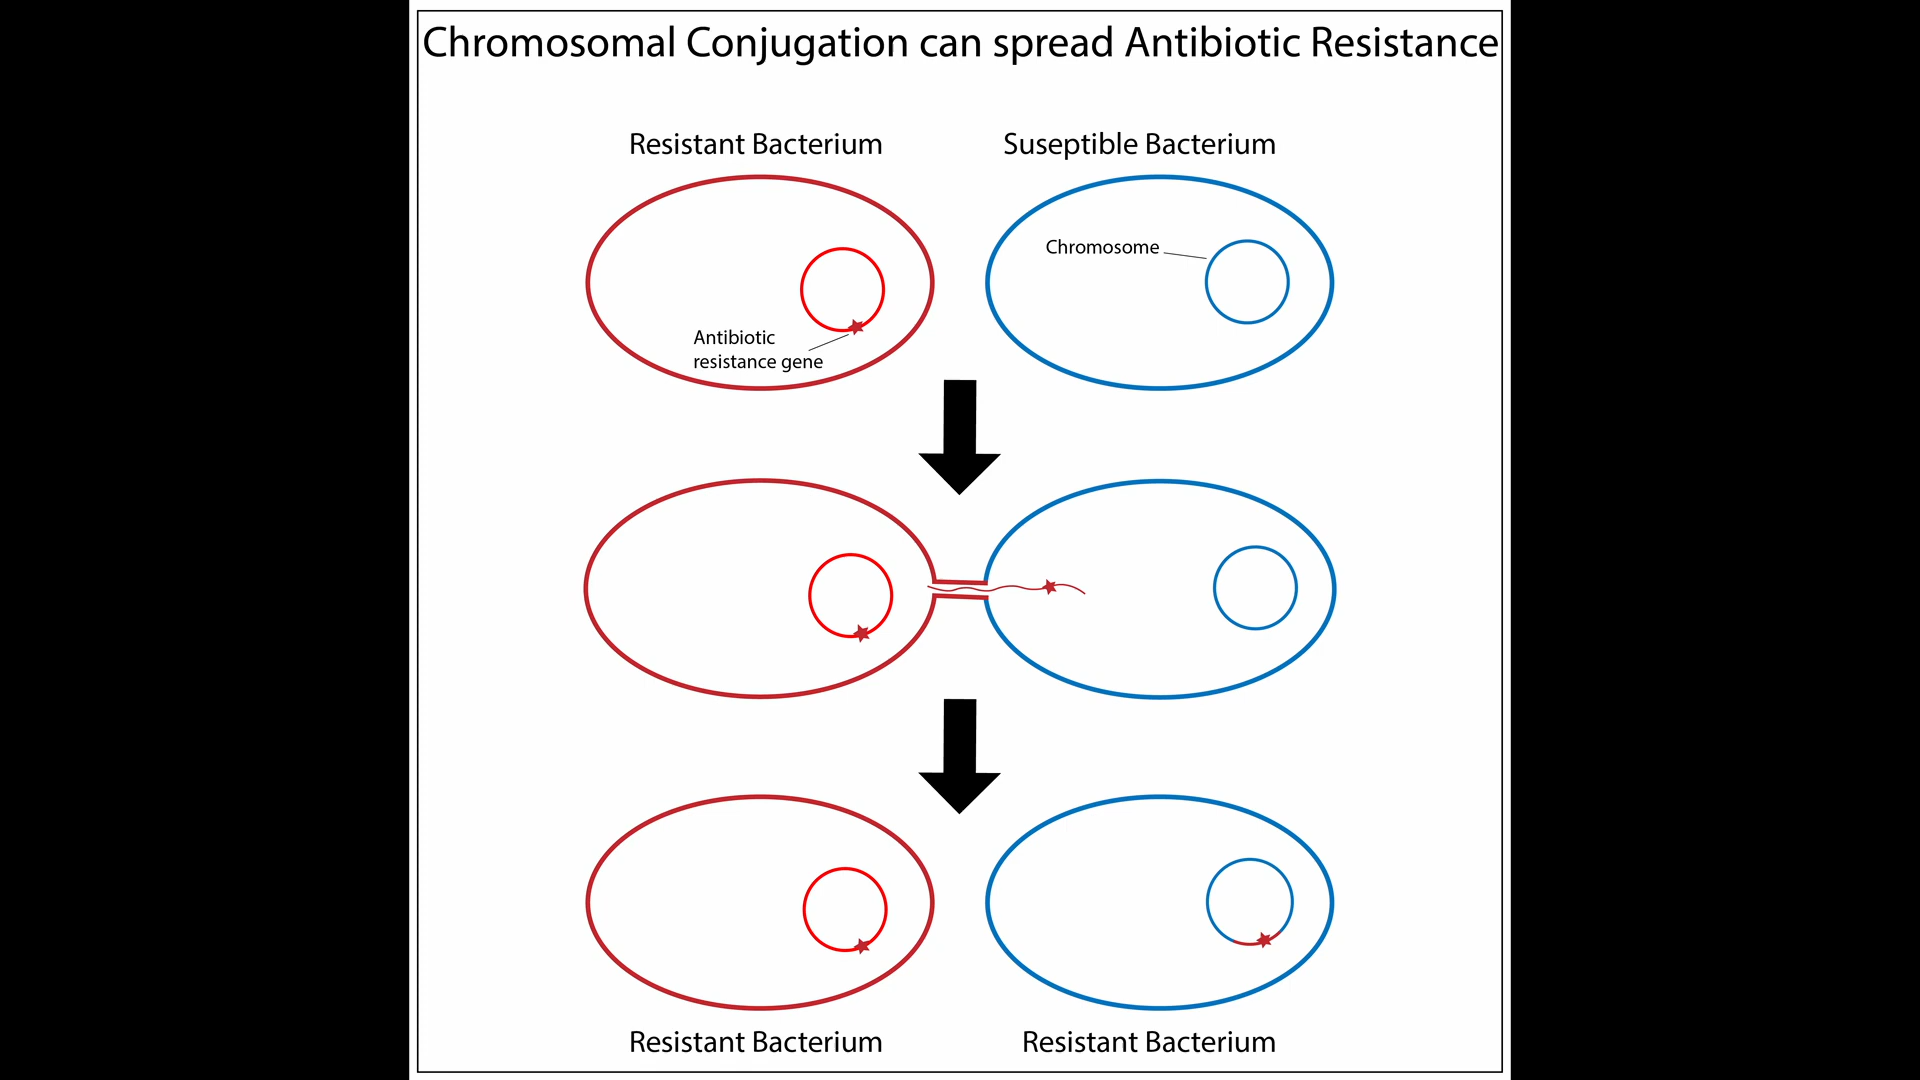 Chromosomal Conjugation can spread Antibiotic Resistance
Resistant Bacterium
Suseptible Bacterium
Chromosome
Antibiotic
resistance gene
Resistant Bacterium
Resistant Bacterium